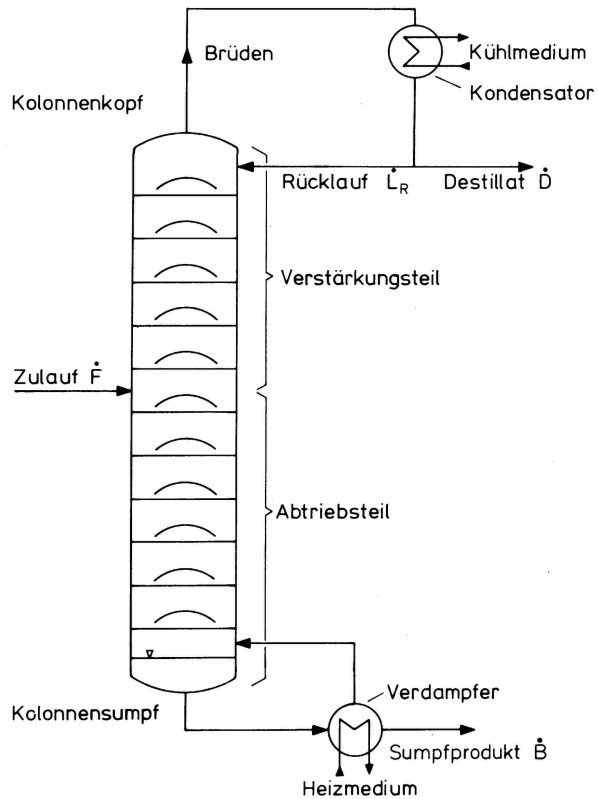 Brüden
Kühlmedium
Kondensator
Kolonnenkopf
Rücklauf L̇R
Destillat Ḋ
Verstärkungsteil
Zulauf Ḟ
Abtriebsteil
Verdampfer
Kolonnensumpf
Sumpfprodukt Ḃ
Heizmedium